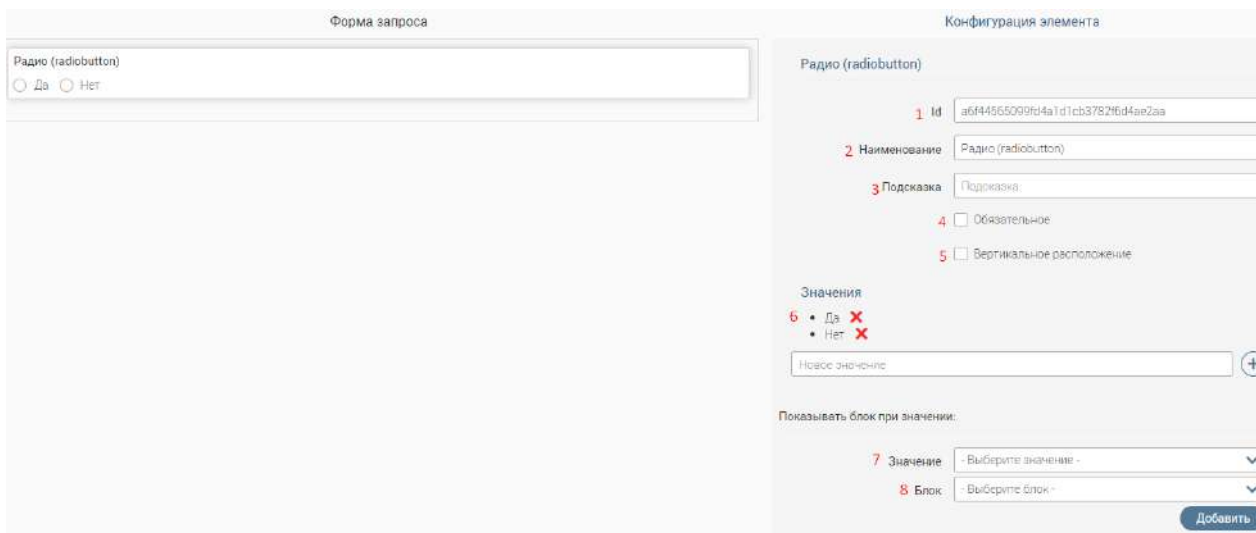 Форма запроса
Конфигурация элемента
Радио (radiobutton)
Да Нет
Радио (radiobutton)
1 Id
2 Наименование Радио (radiobutton)
3 Подсказка Подсказка
4 Обязательное
5 Вертикальное расположение
Значения
6 • Да
• Нет
Новое значение
Показывать блок при значении:
7 Значение - Выберите значение -
8 Блок - Выберите блок -
Добавить